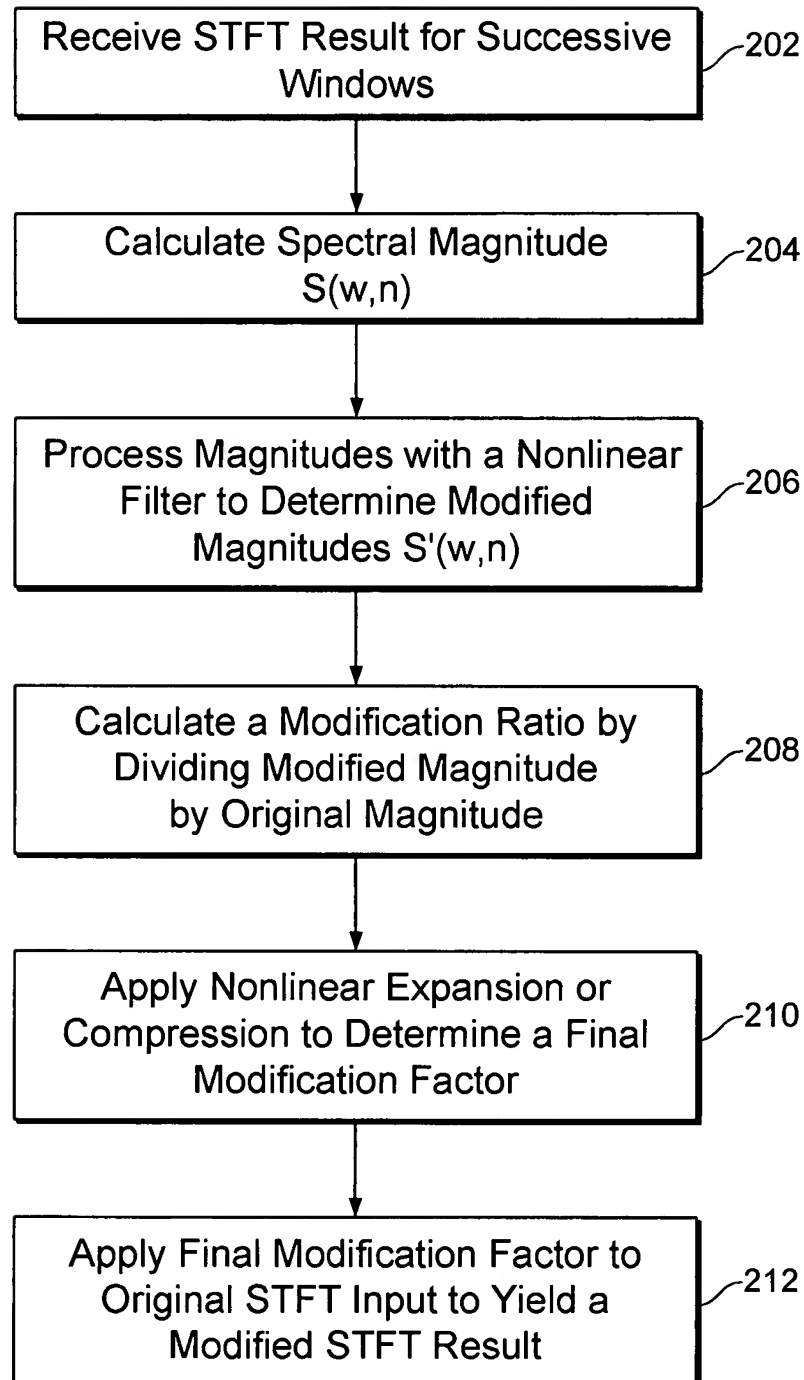 Receive STFT Result for Successive
Windows
202
Calculate Spectral Magnitude
S(w,n)
204
Process Magnitudes with a Nonlinear
Filter to Determine Modified
Magnitudes S'(w,n)
206
Calculate a Modification Ratio by
Dividing Modified Magnitude
by Original Magnitude
208
Apply Nonlinear Expansion or
Compression to Determine a Final
Modification Factor
210
Apply Final Modification Factor to
Original STFT Input to Yield a
Modified STFT Result
212